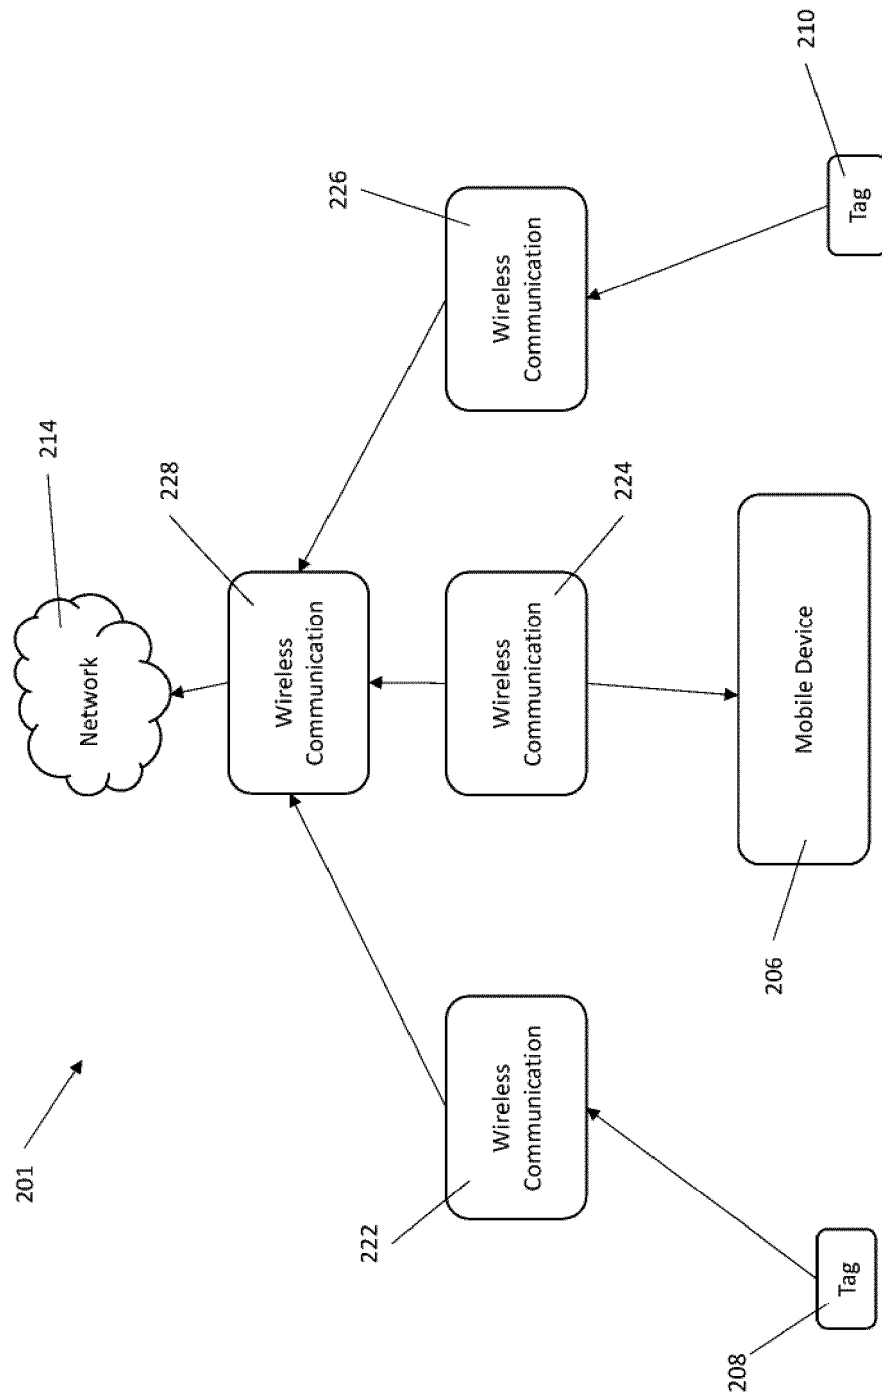 201
214
Network
228
Wireless
Communication
226
222
Wireless
Communication
Wireless
Communication
Wireless
Communication
224
208
206
Mobile Device
210
Tag
Tag